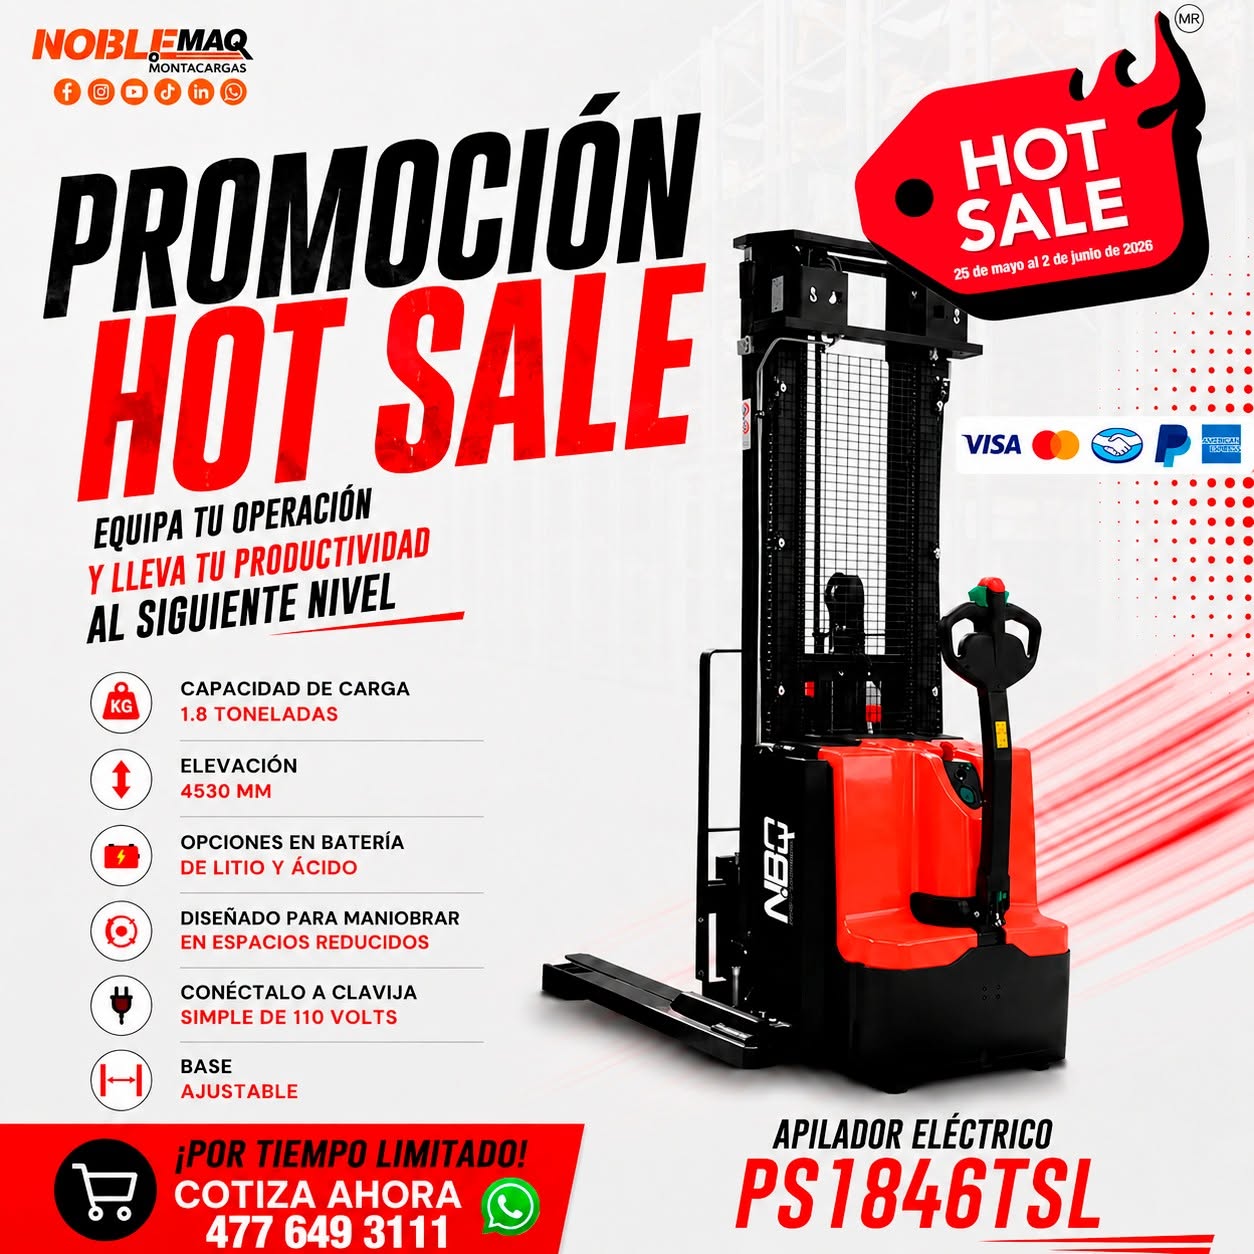 NOBLEMAQ
MONTACARGAS
MR
HOT
SALE
25 de mayo al 2 de junio de 2026
PROMOCIÓN
HOT SALE
VISA
AMERICAN
EXPRESS
EQUIPA TU OPERACIÓN
Y LLEVA TU PRODUCTIVIDAD
AL SIGUIENTE NIVEL
KG
CAPACIDAD DE CARGA
1.8 TONELADAS
ELEVACIÓN
4530 MM
OPCIONES EN BATERÍA
DE LITIO Y ÁCIDO
DISEÑADO PARA MANIOBRAR
EN ESPACIOS REDUCIDOS
CONÉCTALO A CLAVIJA
SIMPLE DE 110 VOLTS
BASE
AJUSTABLE
NBQ
¡POR TIEMPO LIMITADO!
COTIZA AHORA
477 649 3111
APILADOR ELÉCTRICO
PS1846TSL